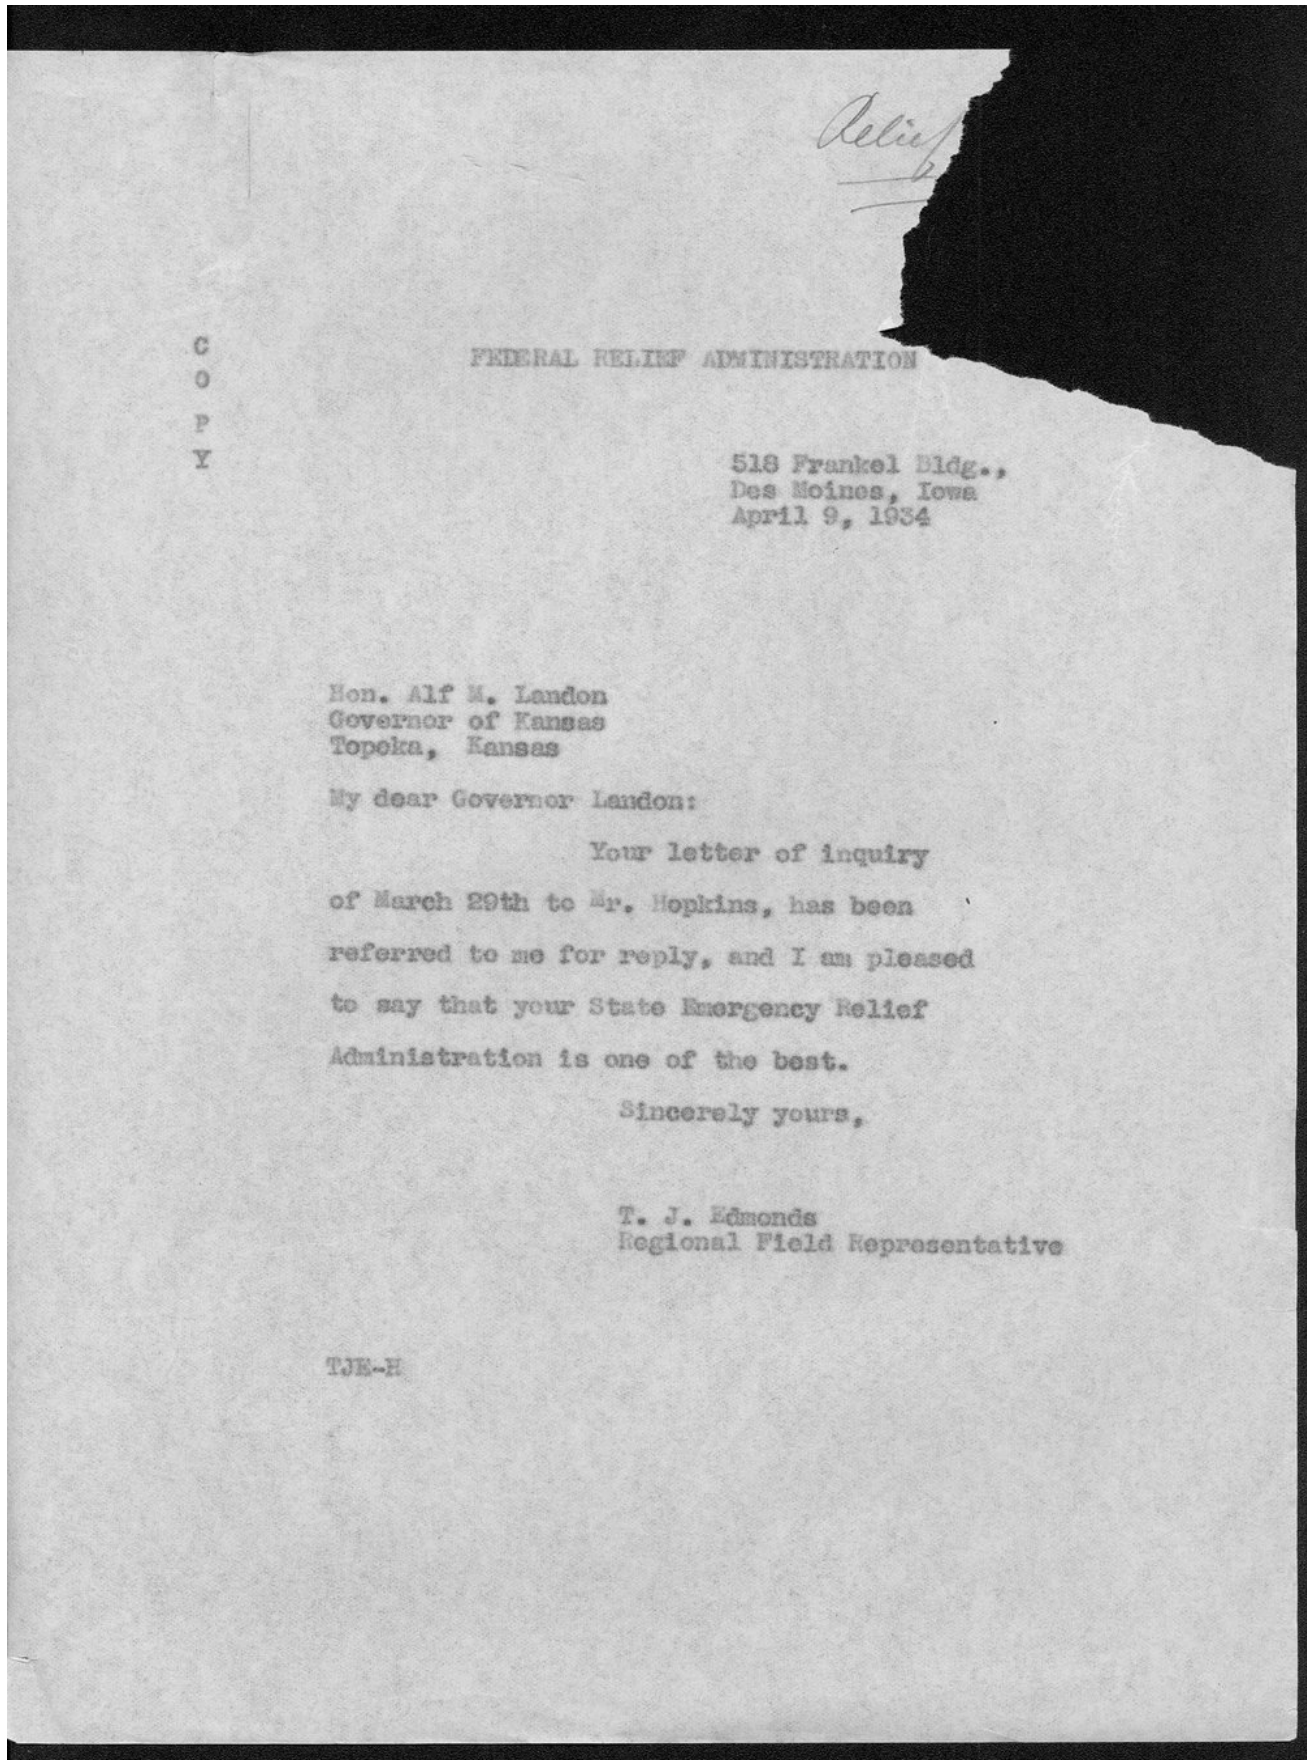 Relief
C
O
P
Y
FEDERAL RELIEF ADMINISTRATION
518 Frankel Bldg.,
Des Moines, Iowa
April 9, 1934
Hon. Alf M. Landon
Governor of Kansas
Topeka, Kansas
My dear Governor Landon:
Your letter of inquiry
of March 29th to Mr. Hopkins, has been
referred to me for reply, and I am pleased
to say that your State Emergency Relief
Administration is one of the best.
Sincerely yours,
T. J. Edmonds
Regional Field Representative
TJE-H